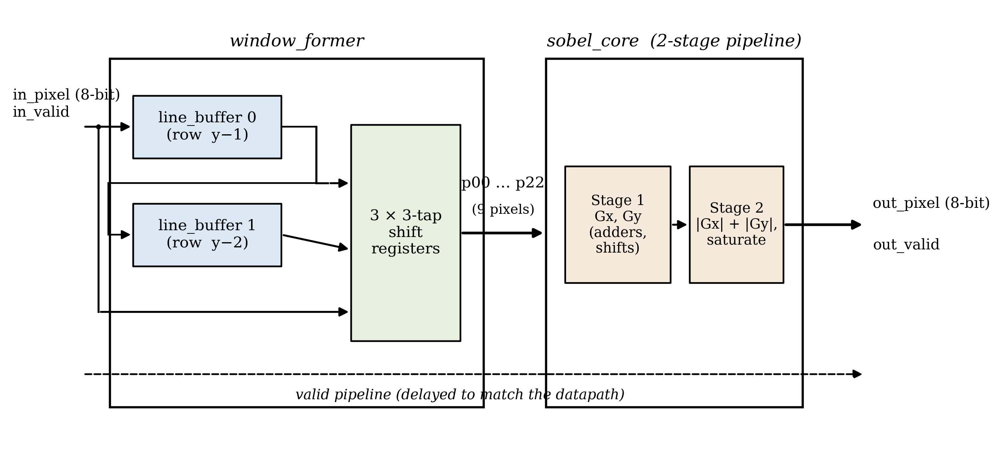 window_former
sobel_core (2-stage pipeline)
in_pixel (8-bit)
in_valid
line_buffer 0
(row y−1)
line_buffer 1
(row y−2)
3 × 3-tap
shift
registers
p00 ... p22
(9 pixels)
Stage 1
Gx, Gy
(adders,
shifts)
Stage 2
|Gx| + |Gy|,
saturate
out_pixel (8-bit)
out_valid
valid pipeline (delayed to match the datapath)